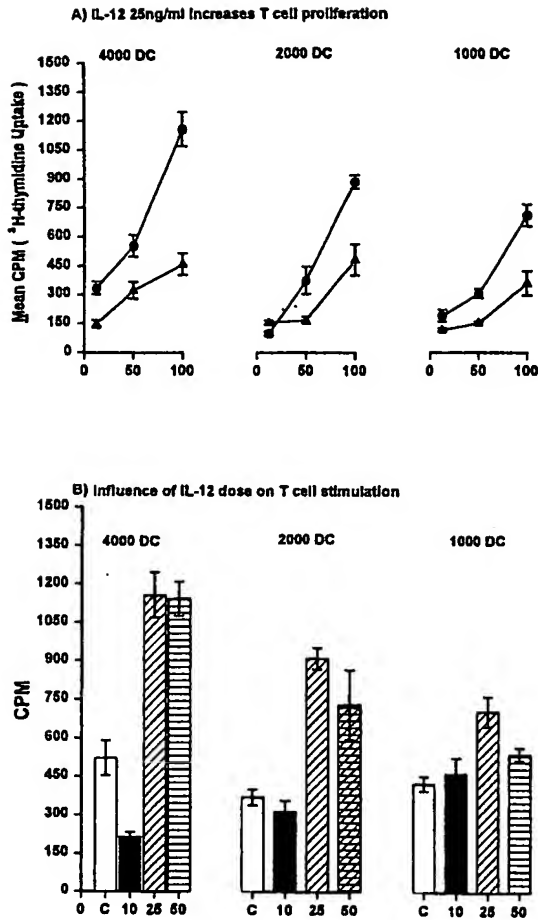 A) IL-12 25ng/ml increases T cell proliferation
4000 DC 2000 DC 1000 DC
Mean CPM ( ³H-thymidine Uptake )
1500
1350
1200
1050
900
750
600
450
300
150
0
0 50 100 0 50 100 0 50 100
B) Influence of IL-12 dose on T cell stimulation
4000 DC 2000 DC 1000 DC
CPM
1500
1350
1200
1050
900
750
600
450
300
150
0
0 C 10 25 50 C 10 25 50 C 10 25 50